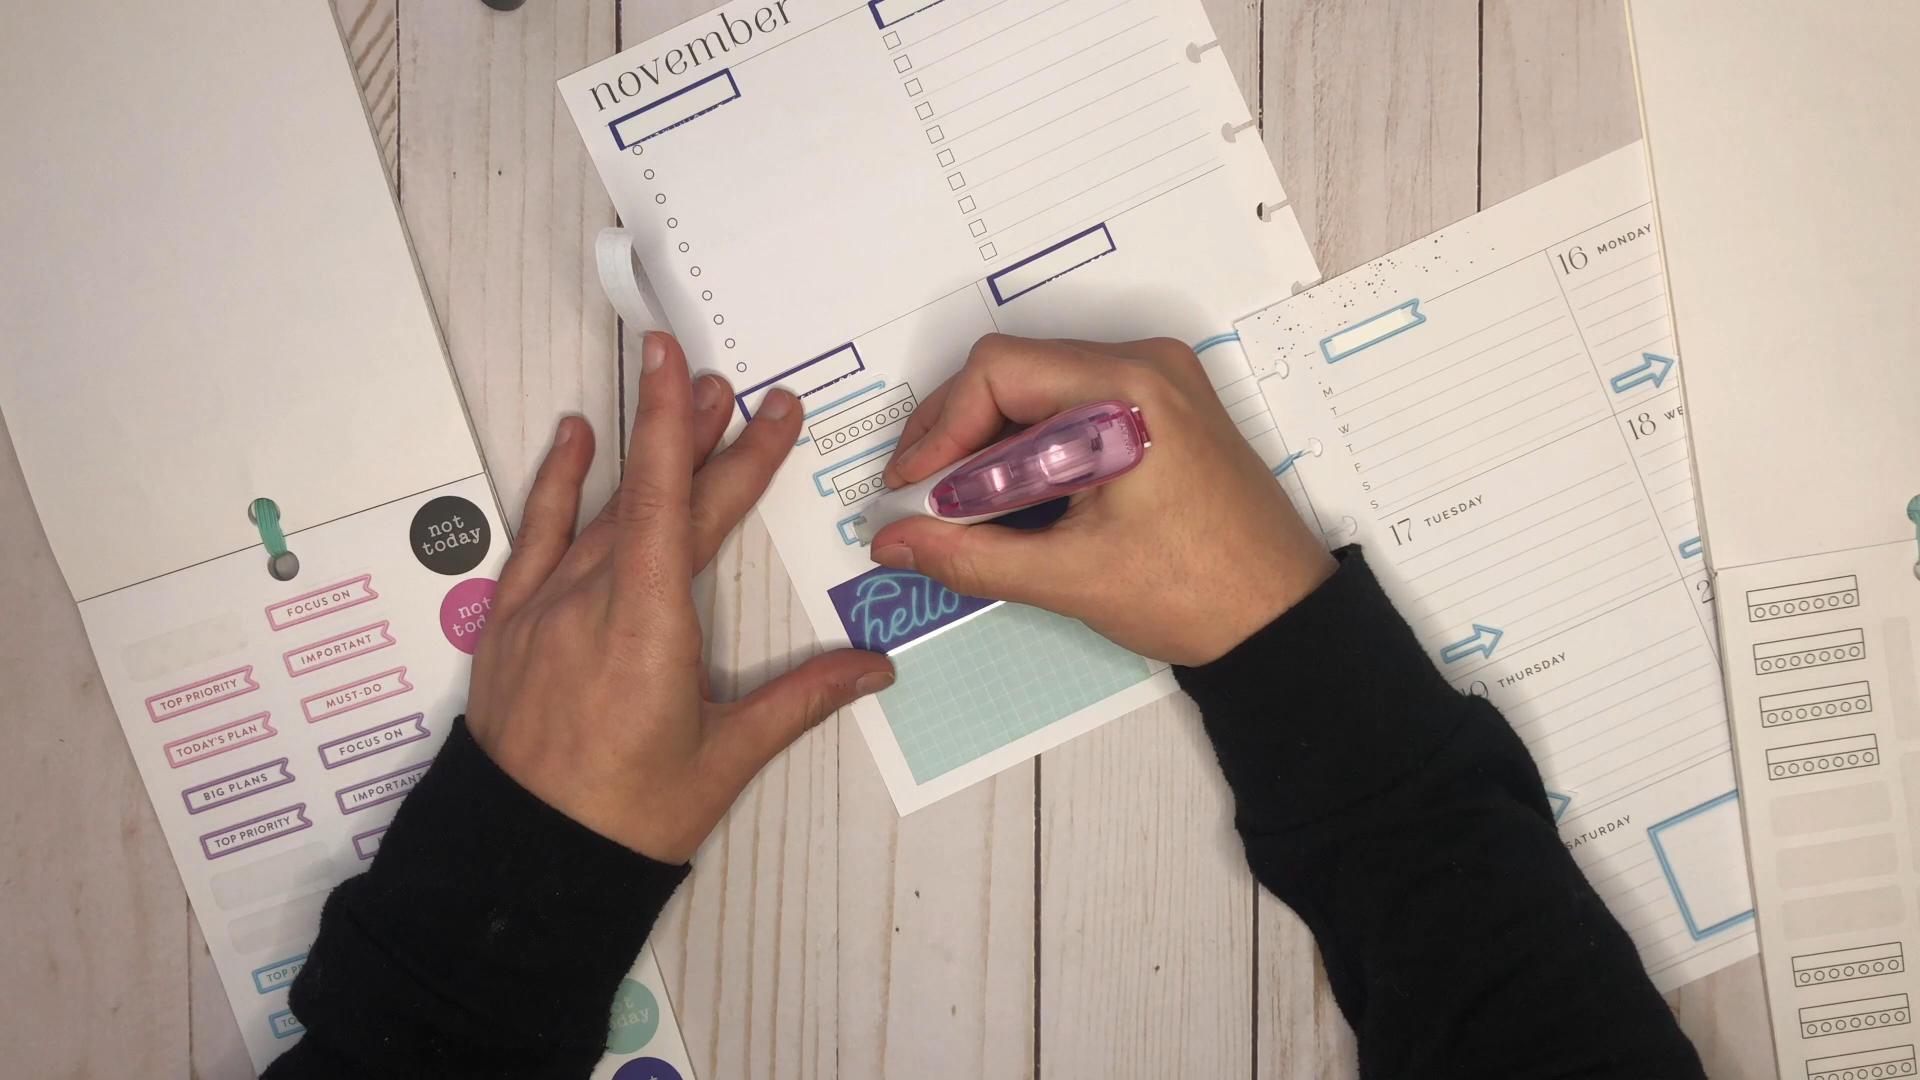 november
16 MONDAY
M
T
W
T
F
S
S
18 WE
17 TUESDAY
THURSDAY
SATURDAY
hello
not
today
not
FOCUS ON
IMPORTANT
MUST-DO
TOP PRIORITY
TODAY'S PLAN
BIG PLANS
TOP PRIORITY
FOCUS ON
IMPORTANT